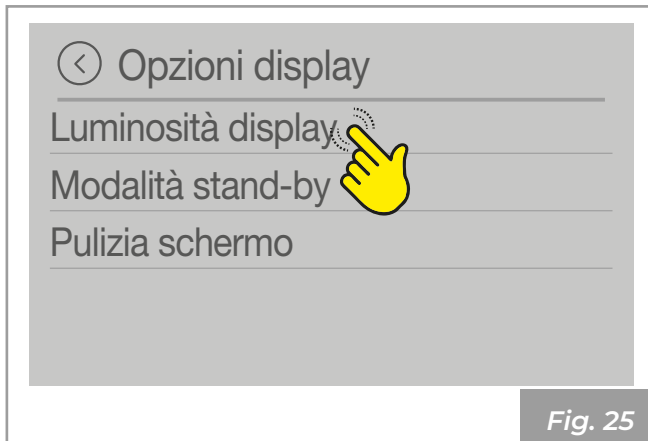 Opzioni display
Luminosità display
Modalità stand-by
Pulizia schermo
Fig. 25